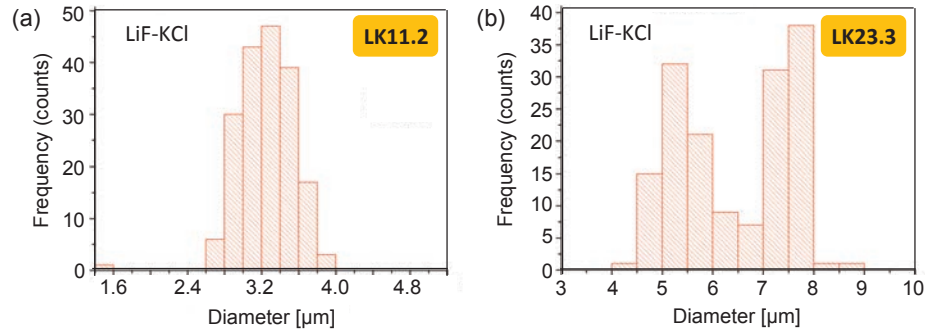 (a)
LiF-KCl
LK11.2
50
40
30
20
10
0
Frequency (counts)
1.6 2.4 3.2 4.0 4.8
Diameter [µm]
(b)
LiF-KCl
LK23.3
40
35
30
25
20
15
10
5
0
Frequency (counts)
3 4 5 6 7 8 9 10
Diameter [µm]